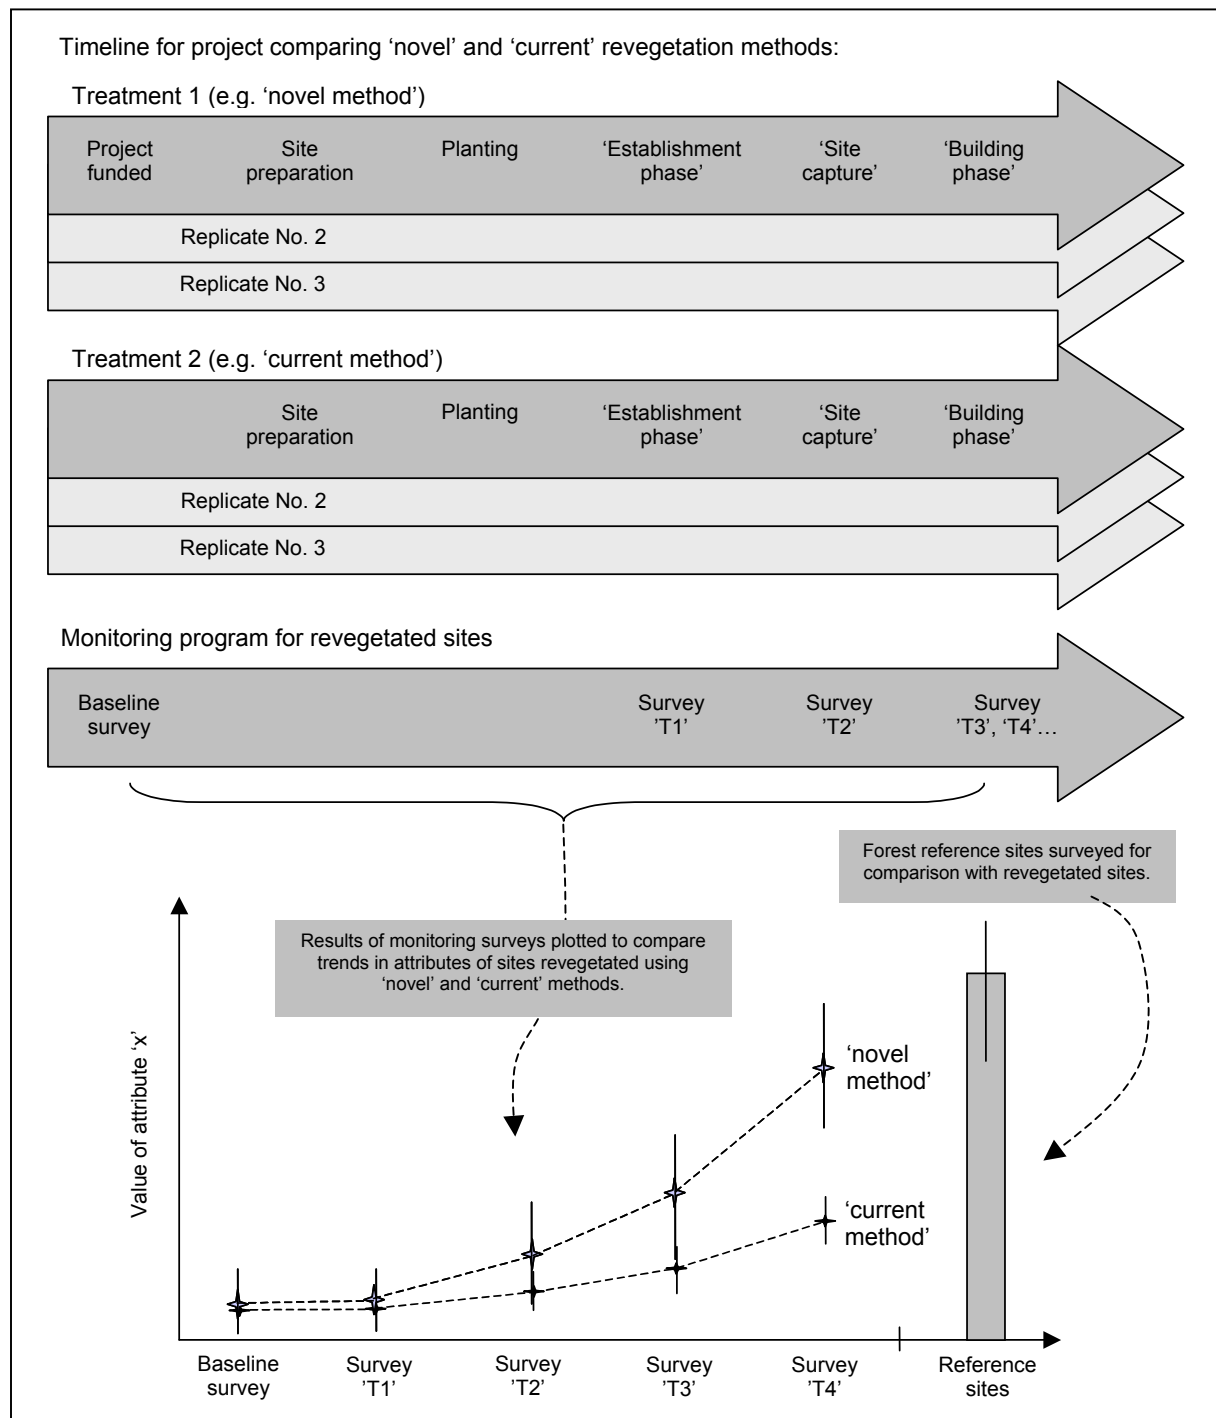 Timeline for project comparing ‘novel’ and ‘current’ revegetation methods:
Treatment 1 (e.g. ‘novel method’)
Project
funded
Site
preparation
Planting
‘Establishment
phase’
‘Site
capture’
‘Building
phase’
Replicate No. 2
Replicate No. 3
Treatment 2 (e.g. ‘current method’)
Site
preparation
Planting
‘Establishment
phase’
‘Site
capture’
‘Building
phase’
Replicate No. 2
Replicate No. 3
Monitoring program for revegetated sites
Baseline
survey
Survey
’T1’
Survey
’T2’
Survey
’T3’, ‘T4’…
Forest reference sites surveyed for
comparison with revegetated sites.
Results of monitoring surveys plotted to compare
trends in attributes of sites revegetated using
‘novel’ and ‘current’ methods.
Value of attribute ‘x’
‘novel
method’
‘current
method’
Baseline
survey
Survey
’T1’
Survey
’T2’
Survey
’T3’
Survey
’T4’
Reference
sites